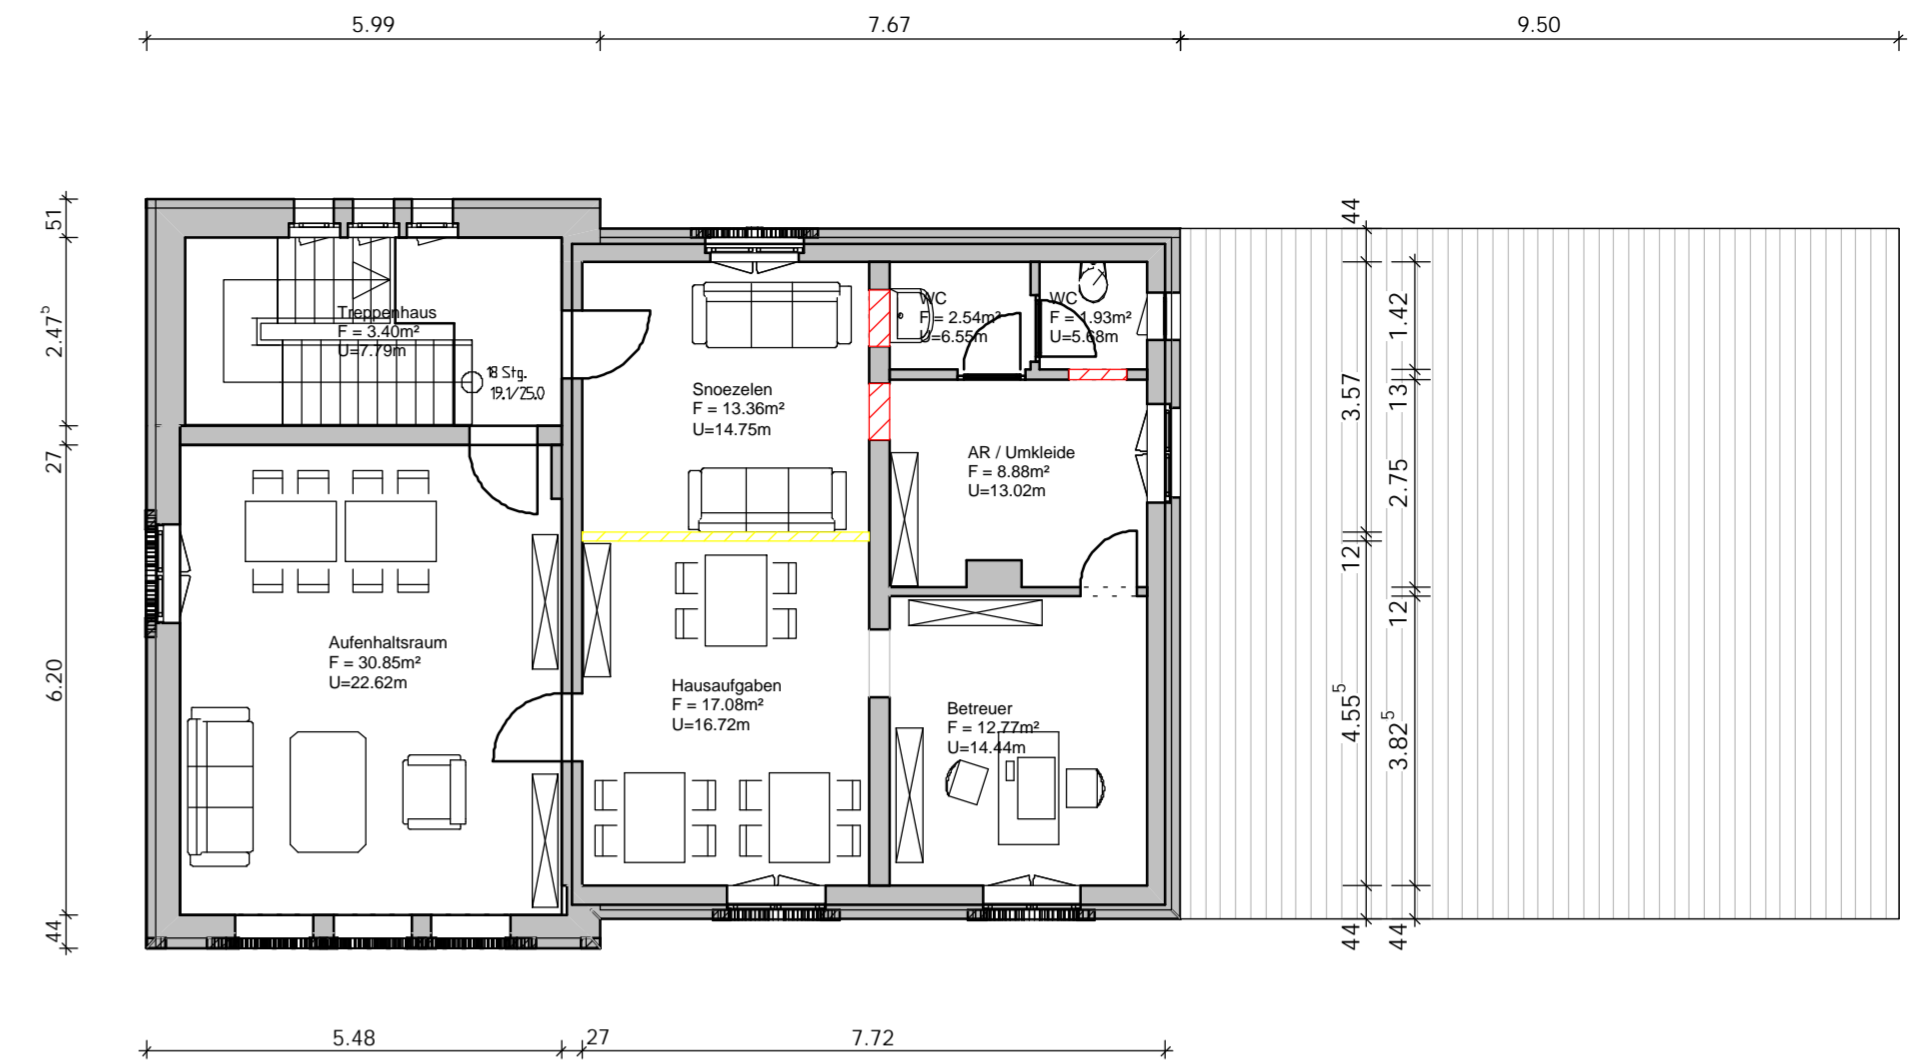 5.99
7.67
9.50
51
2.47⁵
27
6.20
44
Treppenhaus
F = 3.40m²
U=7.79m
18 Stg.
19.1/25.0
Snoezelen
F = 13.36m²
U=14.75m
WC
F = 2.54m²
U=6.55m
WC
F = 1.93m²
U=5.68m
AR / Umkleide
F = 8.88m²
U=13.02m
Aufenhaltsraum
F = 30.85m²
U=22.62m
Hausaufgaben
F = 17.08m²
U=16.72m
Betreuer
F = 12.77m²
U=14.44m
44
3.57
12
4.55⁵
44
1.42
13
2.75
12
3.82⁵
44
5.48
27
7.72